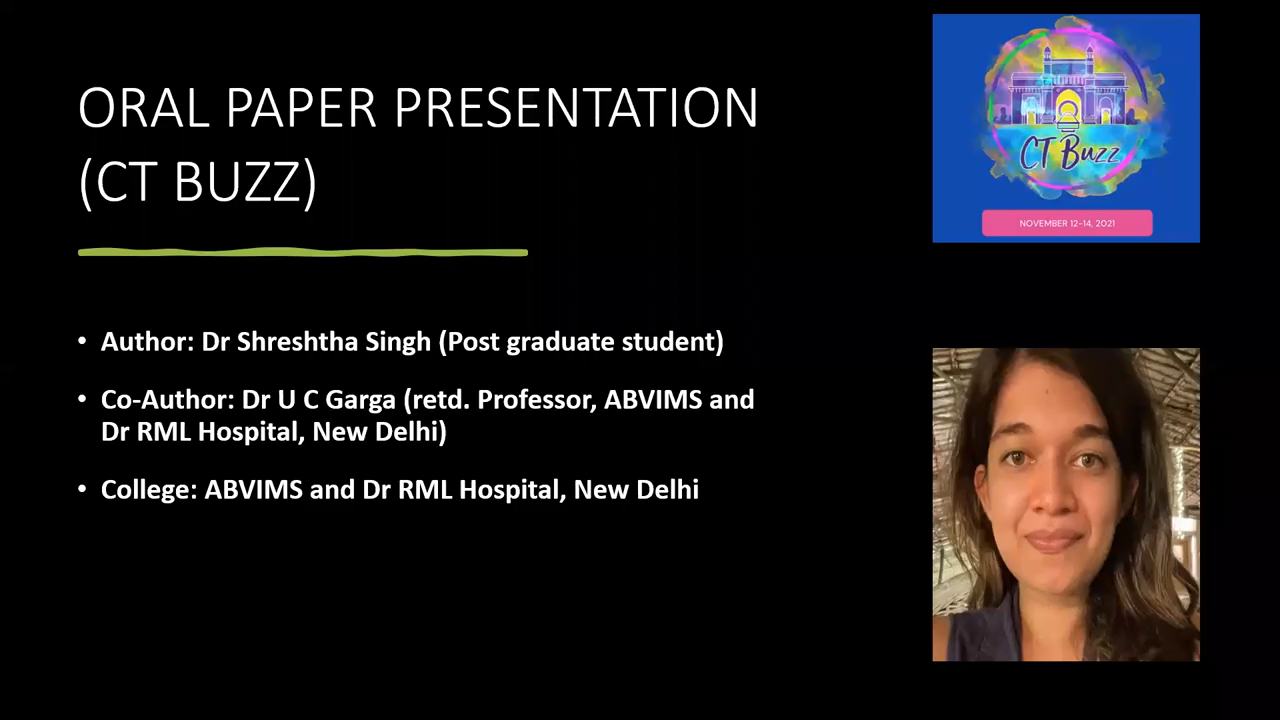 ORAL PAPER PRESENTATION
(CT BUZZ)
CT Buzz
NOVEMBER 12-14, 2021
• Author: Dr Shreshtha Singh (Post graduate student)
• Co-Author: Dr U C Garga (retd. Professor, ABVIMS and
Dr RML Hospital, New Delhi)
• College: ABVIMS and Dr RML Hospital, New Delhi